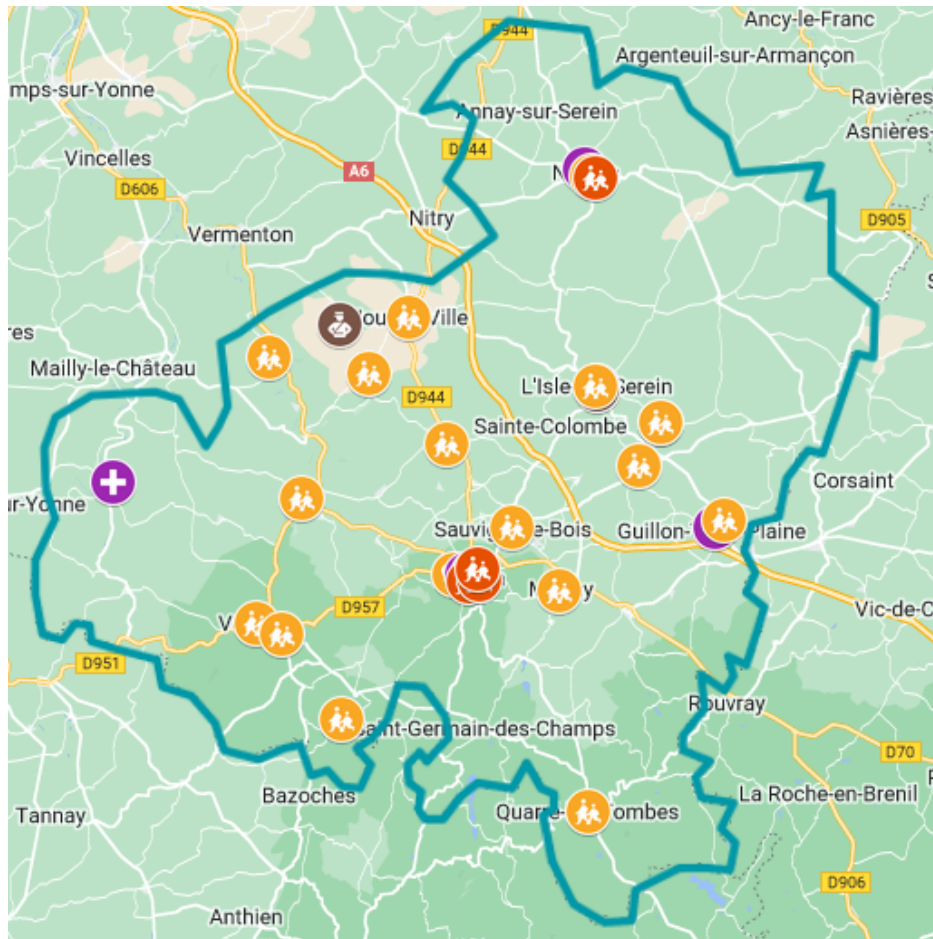 D944
Ancy-le-Franc
Argenteuil-sur-Armançon
mps-sur-Yonne
Ravières
Annay-sur-Serein
Asnières-
D944
Vincelles
A6
D606
Nitry
D905
Vermenton
Ville
res
Mailly-le-Château
L'Isle
Serein
D944
Sainte-Colombe
Corsaint
ur-Yonne
Sauvig
e-Bois
Guillon-
Plaine
D957
Vic-de-C
D951
Rouvray
aint-Germain-des-Champs
D70
Bazoches
La Roche-en-Brenil
Tannay
Quarr
ombes
D906
Anthien